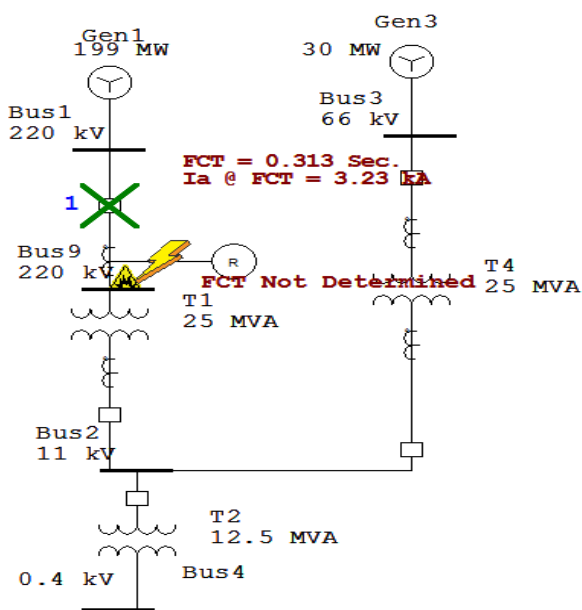 Gen1
199 MW
Gen3
30 MW
Bus1
220 kV
Bus3
66 kV
FCT = 0.313 Sec.
Ia @ FCT = 3.23 kA
1
Bus9
220 kV
R
FCT Not Determined
T1
25 MVA
T4
25 MVA
Bus2
11 kV
T2
12.5 MVA
Bus4
0.4 kV